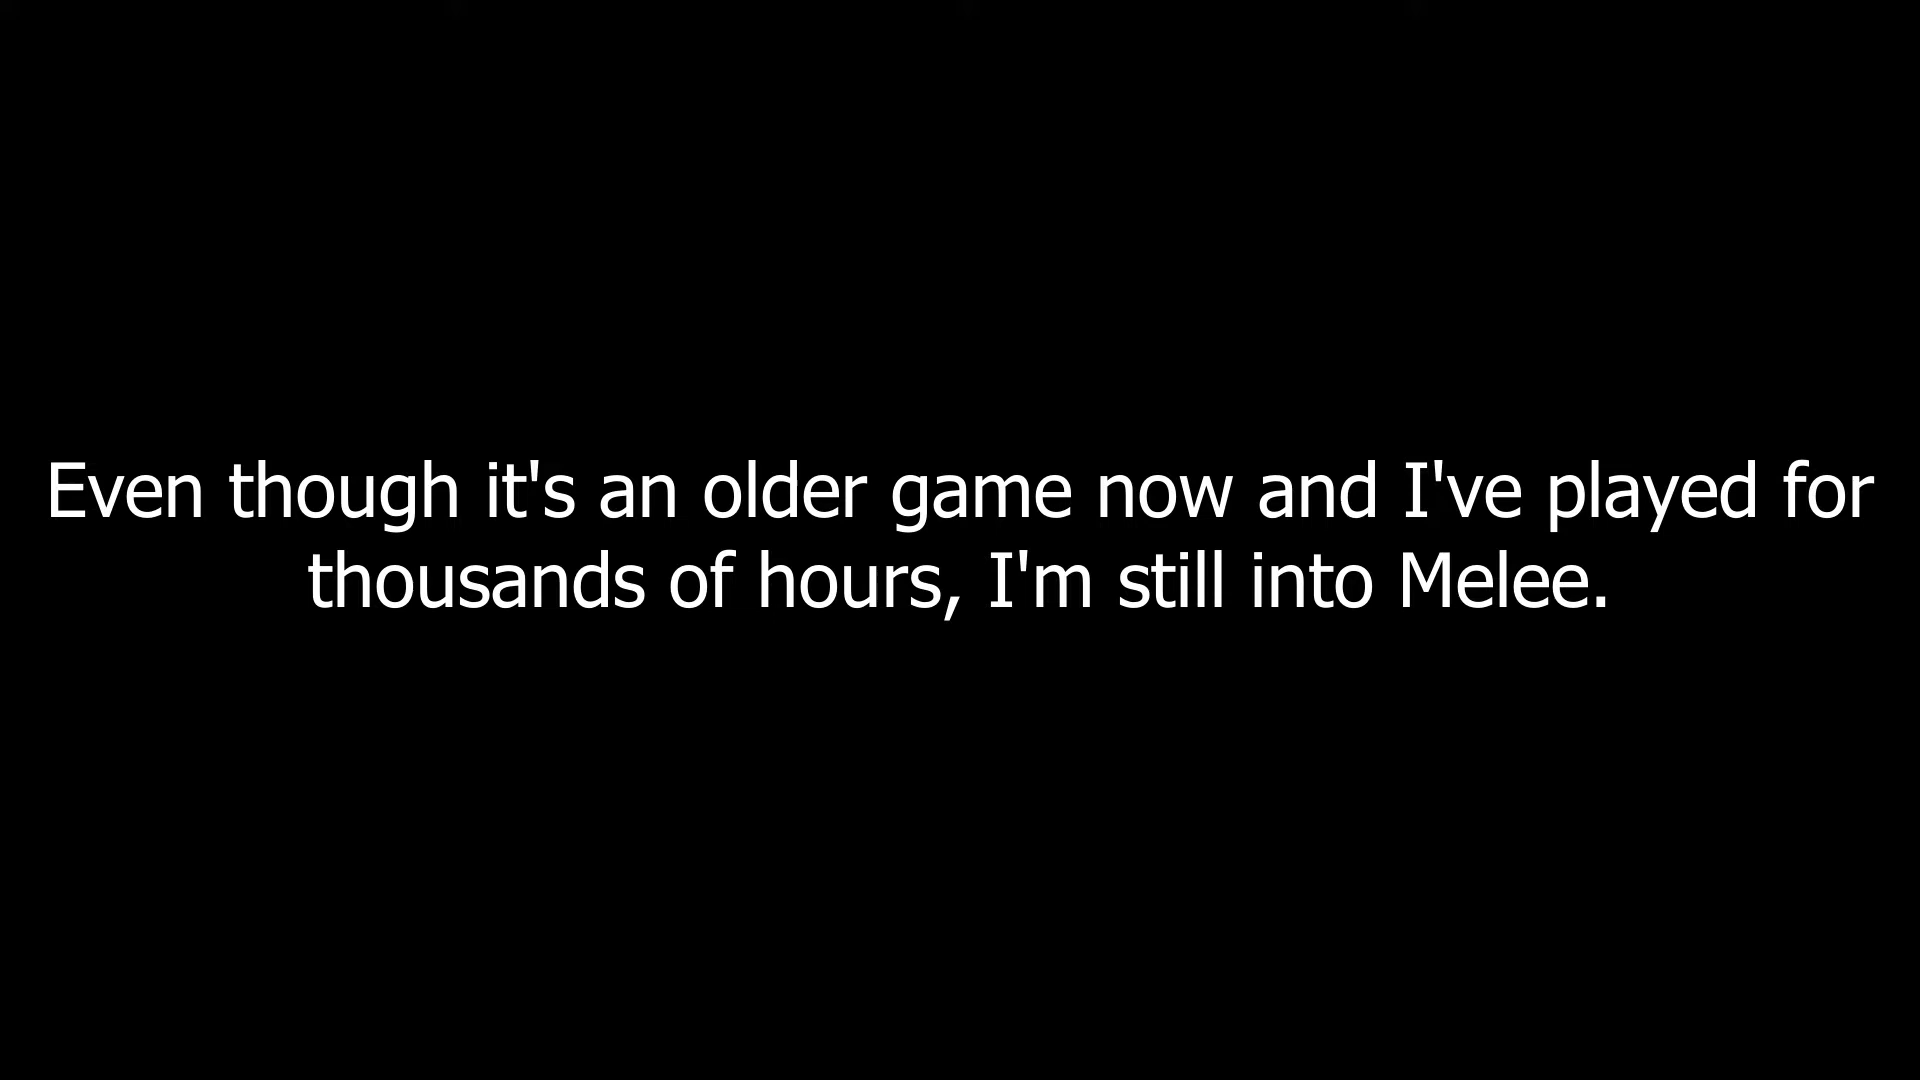 Even though it's an older game now and I've played for
thousands of hours, I'm still into Melee.